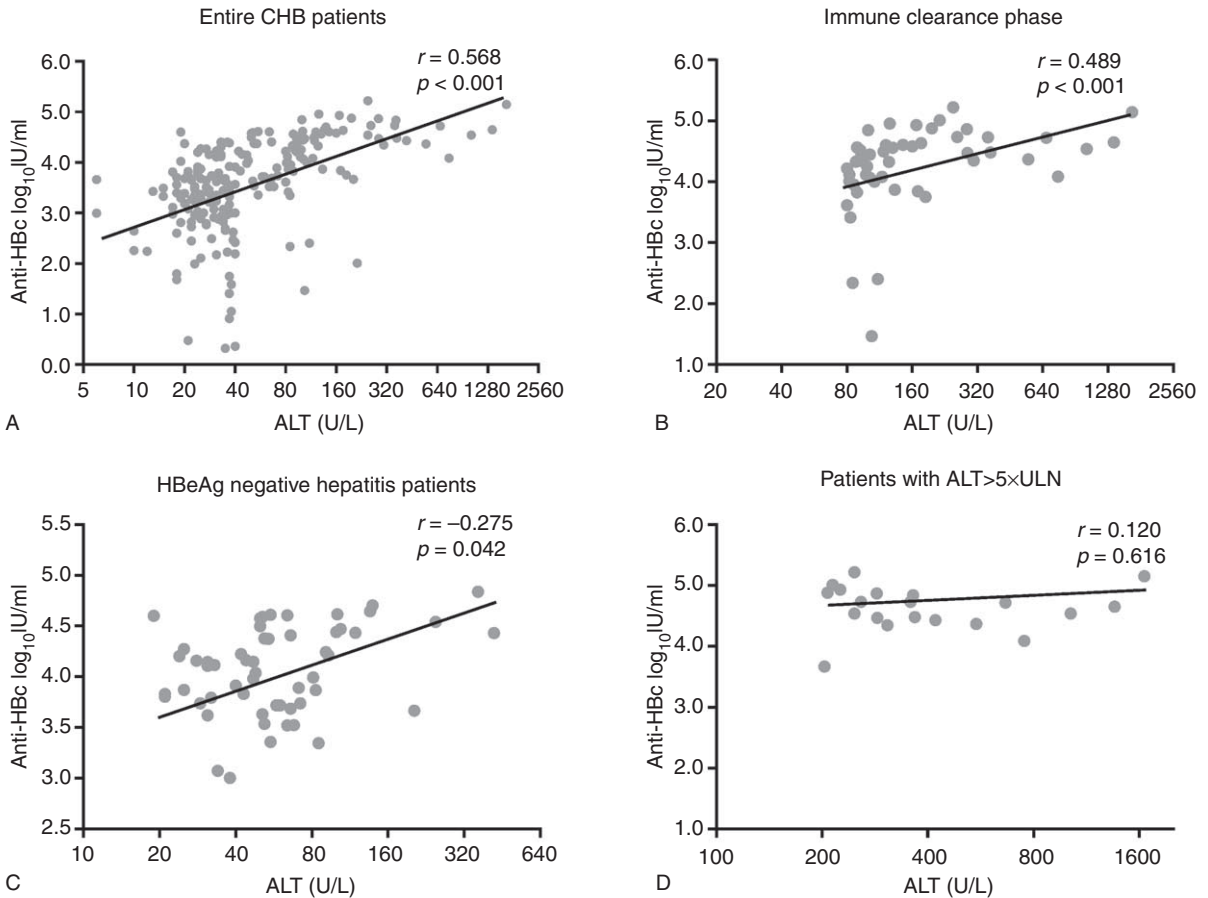 Entire CHB patients
r = 0.568
p < 0.001
6.0
5.0
4.0
3.0
2.0
1.0
0.0
Anti-HBc log10IU/ml
5 10 20 40 80 160 320 640 1280 2560
ALT (U/L)
A
Immune clearance phase
r = 0.489
p < 0.001
6.0
5.0
4.0
3.0
2.0
1.0
Anti-HBc log10IU/ml
20 40 80 160 320 640 1280 2560
ALT (U/L)
B
HBeAg negative hepatitis patients
r = –0.275
p = 0.042
5.5
5.0
4.5
4.0
3.5
3.0
2.5
Anti-HBc log10IU/ml
10 20 40 80 160 320 640
ALT (U/L)
C
Patients with ALT>5×ULN
r = 0.120
p = 0.616
6.0
5.0
4.0
3.0
2.0
1.0
Anti-HBc log10IU/ml
100 200 400 800 1600
ALT (U/L)
D